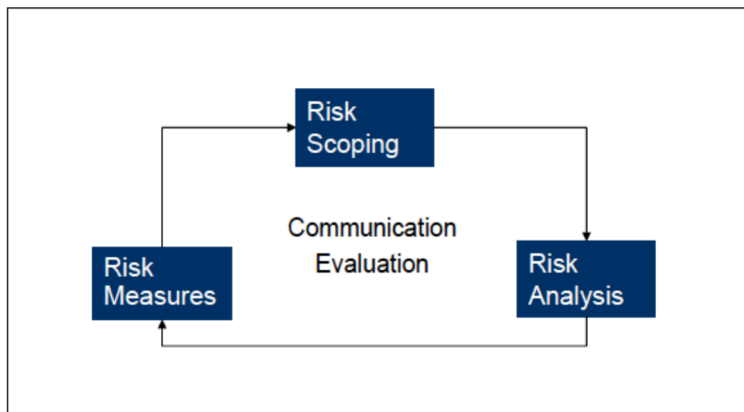 Risk
Scoping
Communication
Evaluation
Risk
Measures
Risk
Analysis